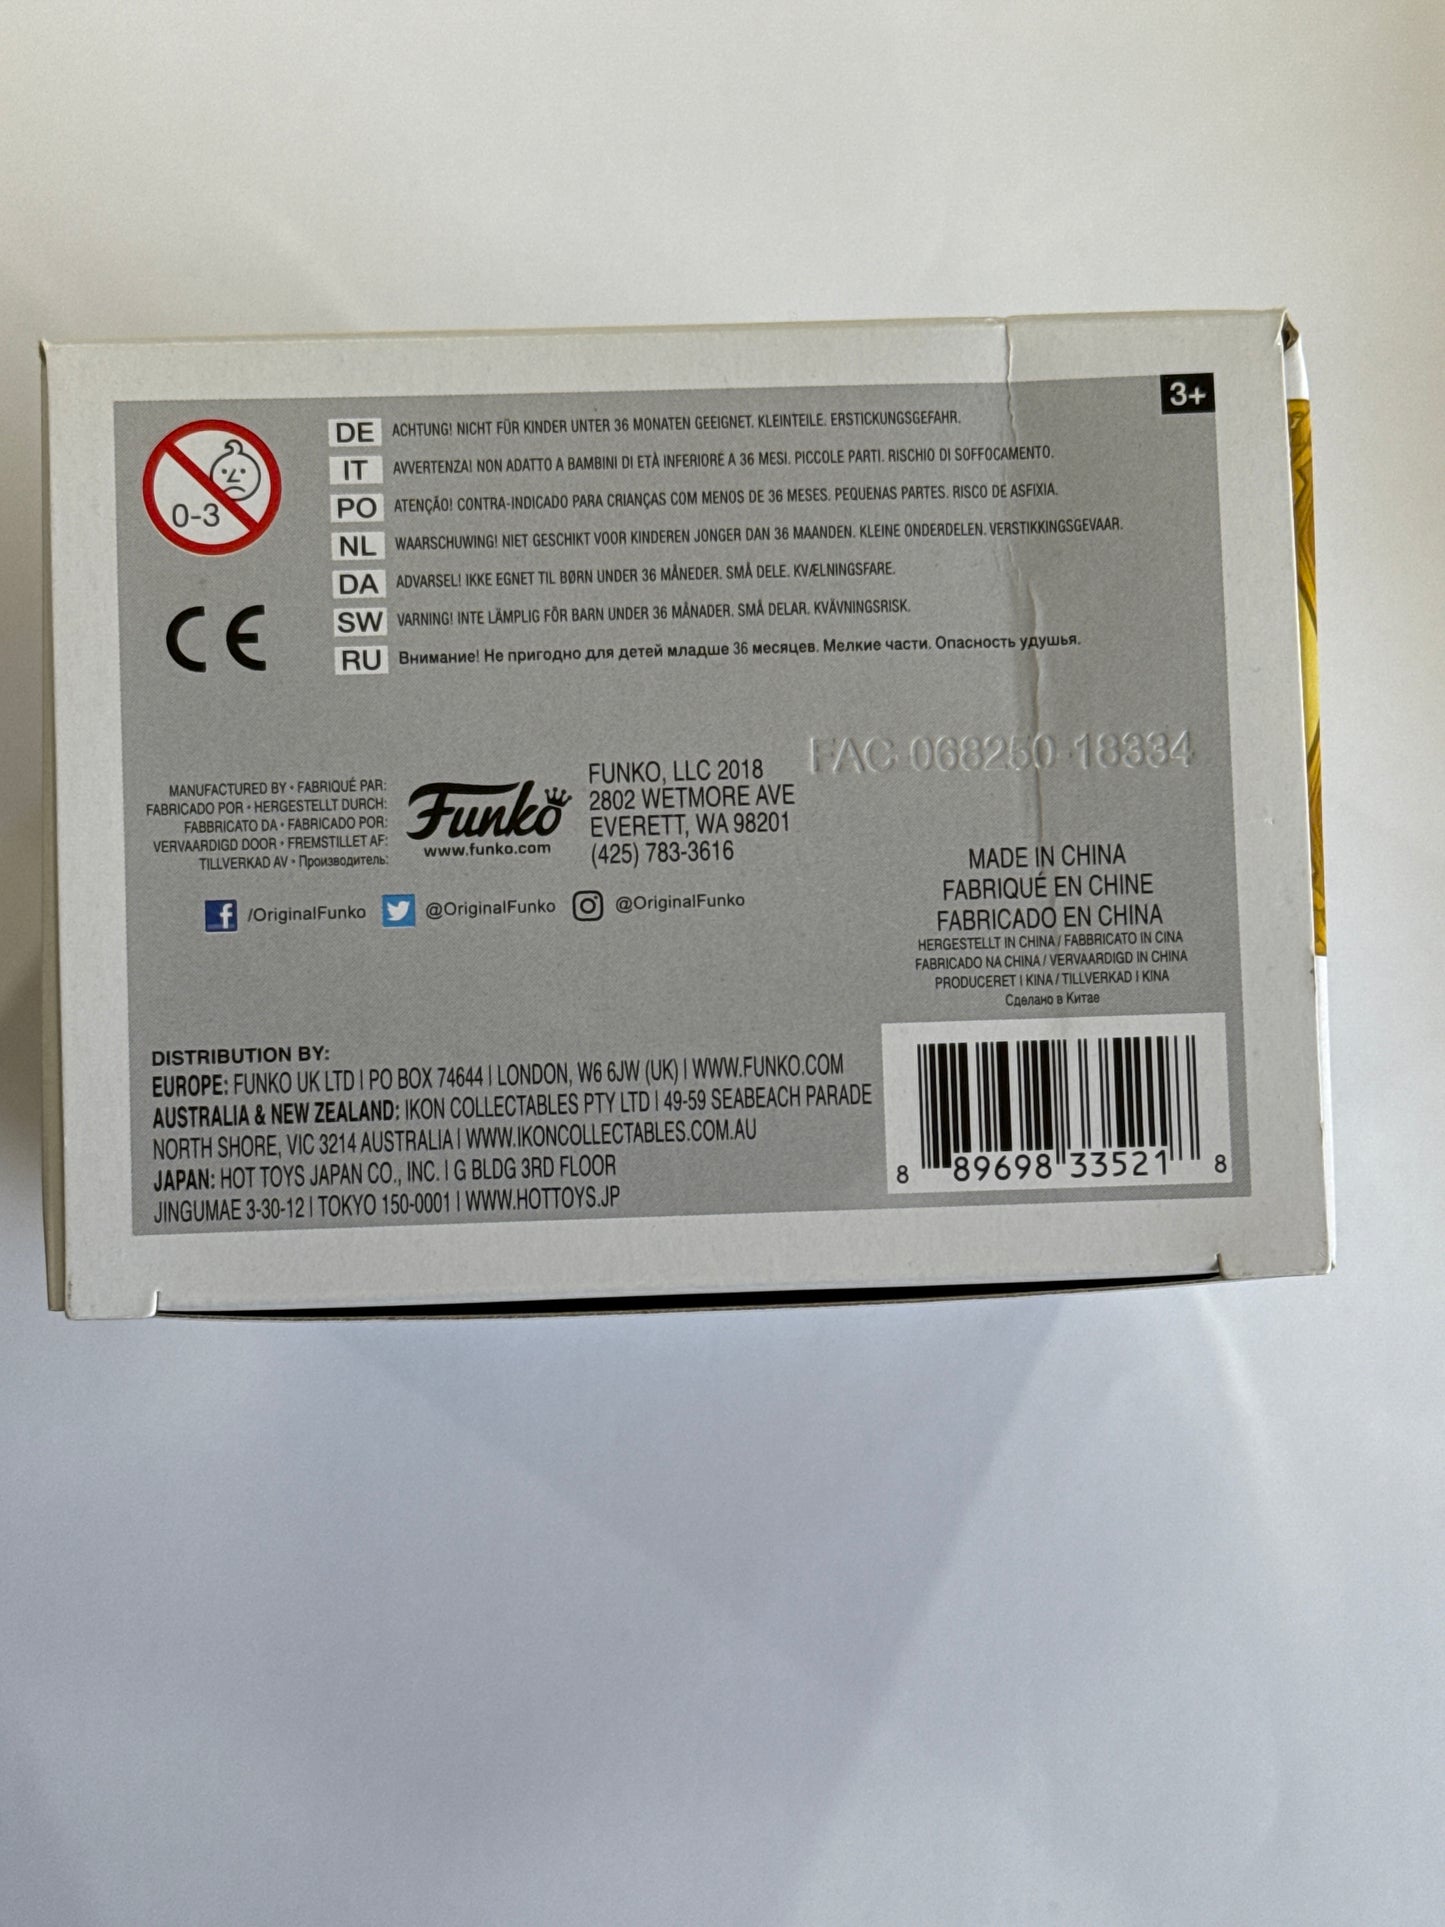 3+
0-3
DE ACHTUNG! NICHT FÜR KINDER UNTER 36 MONATEN GEEIGNET. KLEINTEILE. ERSTICKUNGSGEFAHR.
IT AVVERTENZA! NON ADATTO A BAMBINI DI ETÀ INFERIORE A 36 MESI. PICCOLE PARTI. RISCHIO DI SOFFOCAMENTO.
PO ATENÇÃO! CONTRA-INDICADO PARA CRIANÇAS COM MENOS DE 36 MESES. PEQUENAS PARTES. RISCO DE ASFIXIA.
NL WAARSCHUWING! NIET GESCHIKT VOOR KINDEREN JONGER DAN 36 MAANDEN. KLEINE ONDERDELEN. VERSTIKKINGSGEVAAR.
DA ADVARSEL! IKKE EGNET TIL BØRN UNDER 36 MÅNEDER. SMÅ DELE. KVÆLNINGSFARE.
SW VARNING! INTE LÄMPLIG FÖR BARN UNDER 36 MÅNADER. SMÅ DELAR. KVÄVNINGSRISK.
RU Внимание! Не пригодно для детей младше 36 месяцев. Мелкие части. Опасность удушья.
CE
FAC-068250-18334
MANUFACTURED BY • FABRIQUÉ PAR:
FABRICADO POR • HERGESTELLT DURCH:
FABBRICATO DA • FABRICADO POR:
VERVAARDIGD DOOR • FREMSTILLET AF:
TILLVERKAD AV • Производитель:
Funko
www.funko.com
FUNKO, LLC 2018
2802 WETMORE AVE
EVERETT, WA 98201
(425) 783-3616
/OriginalFunko @OriginalFunko @OriginalFunko
MADE IN CHINA
FABRIQUÉ EN CHINE
FABRICADO EN CHINA
HERGESTELLT IN CHINA / FABBRICATO IN CINA
FABRICADO NA CHINA / VERVAARDIGD IN CHINA
PRODUCERET I KINA / TILLVERKAD I KINA
Сделано в Китае
DISTRIBUTION BY:
EUROPE: FUNKO UK LTD | PO BOX 74644 | LONDON, W6 6JW (UK) | WWW.FUNKO.COM
AUSTRALIA & NEW ZEALAND: IKON COLLECTABLES PTY LTD | 49-59 SEABEACH PARADE
NORTH SHORE, VIC 3214 AUSTRALIA | WWW.IKONCOLLECTABLES.COM.AU
JAPAN: HOT TOYS JAPAN CO., INC. | G BLDG 3RD FLOOR
JINGUMAE 3-30-12 | TOKYO 150-0001 | WWW.HOTTOYS.JP
8 89698 33521 8